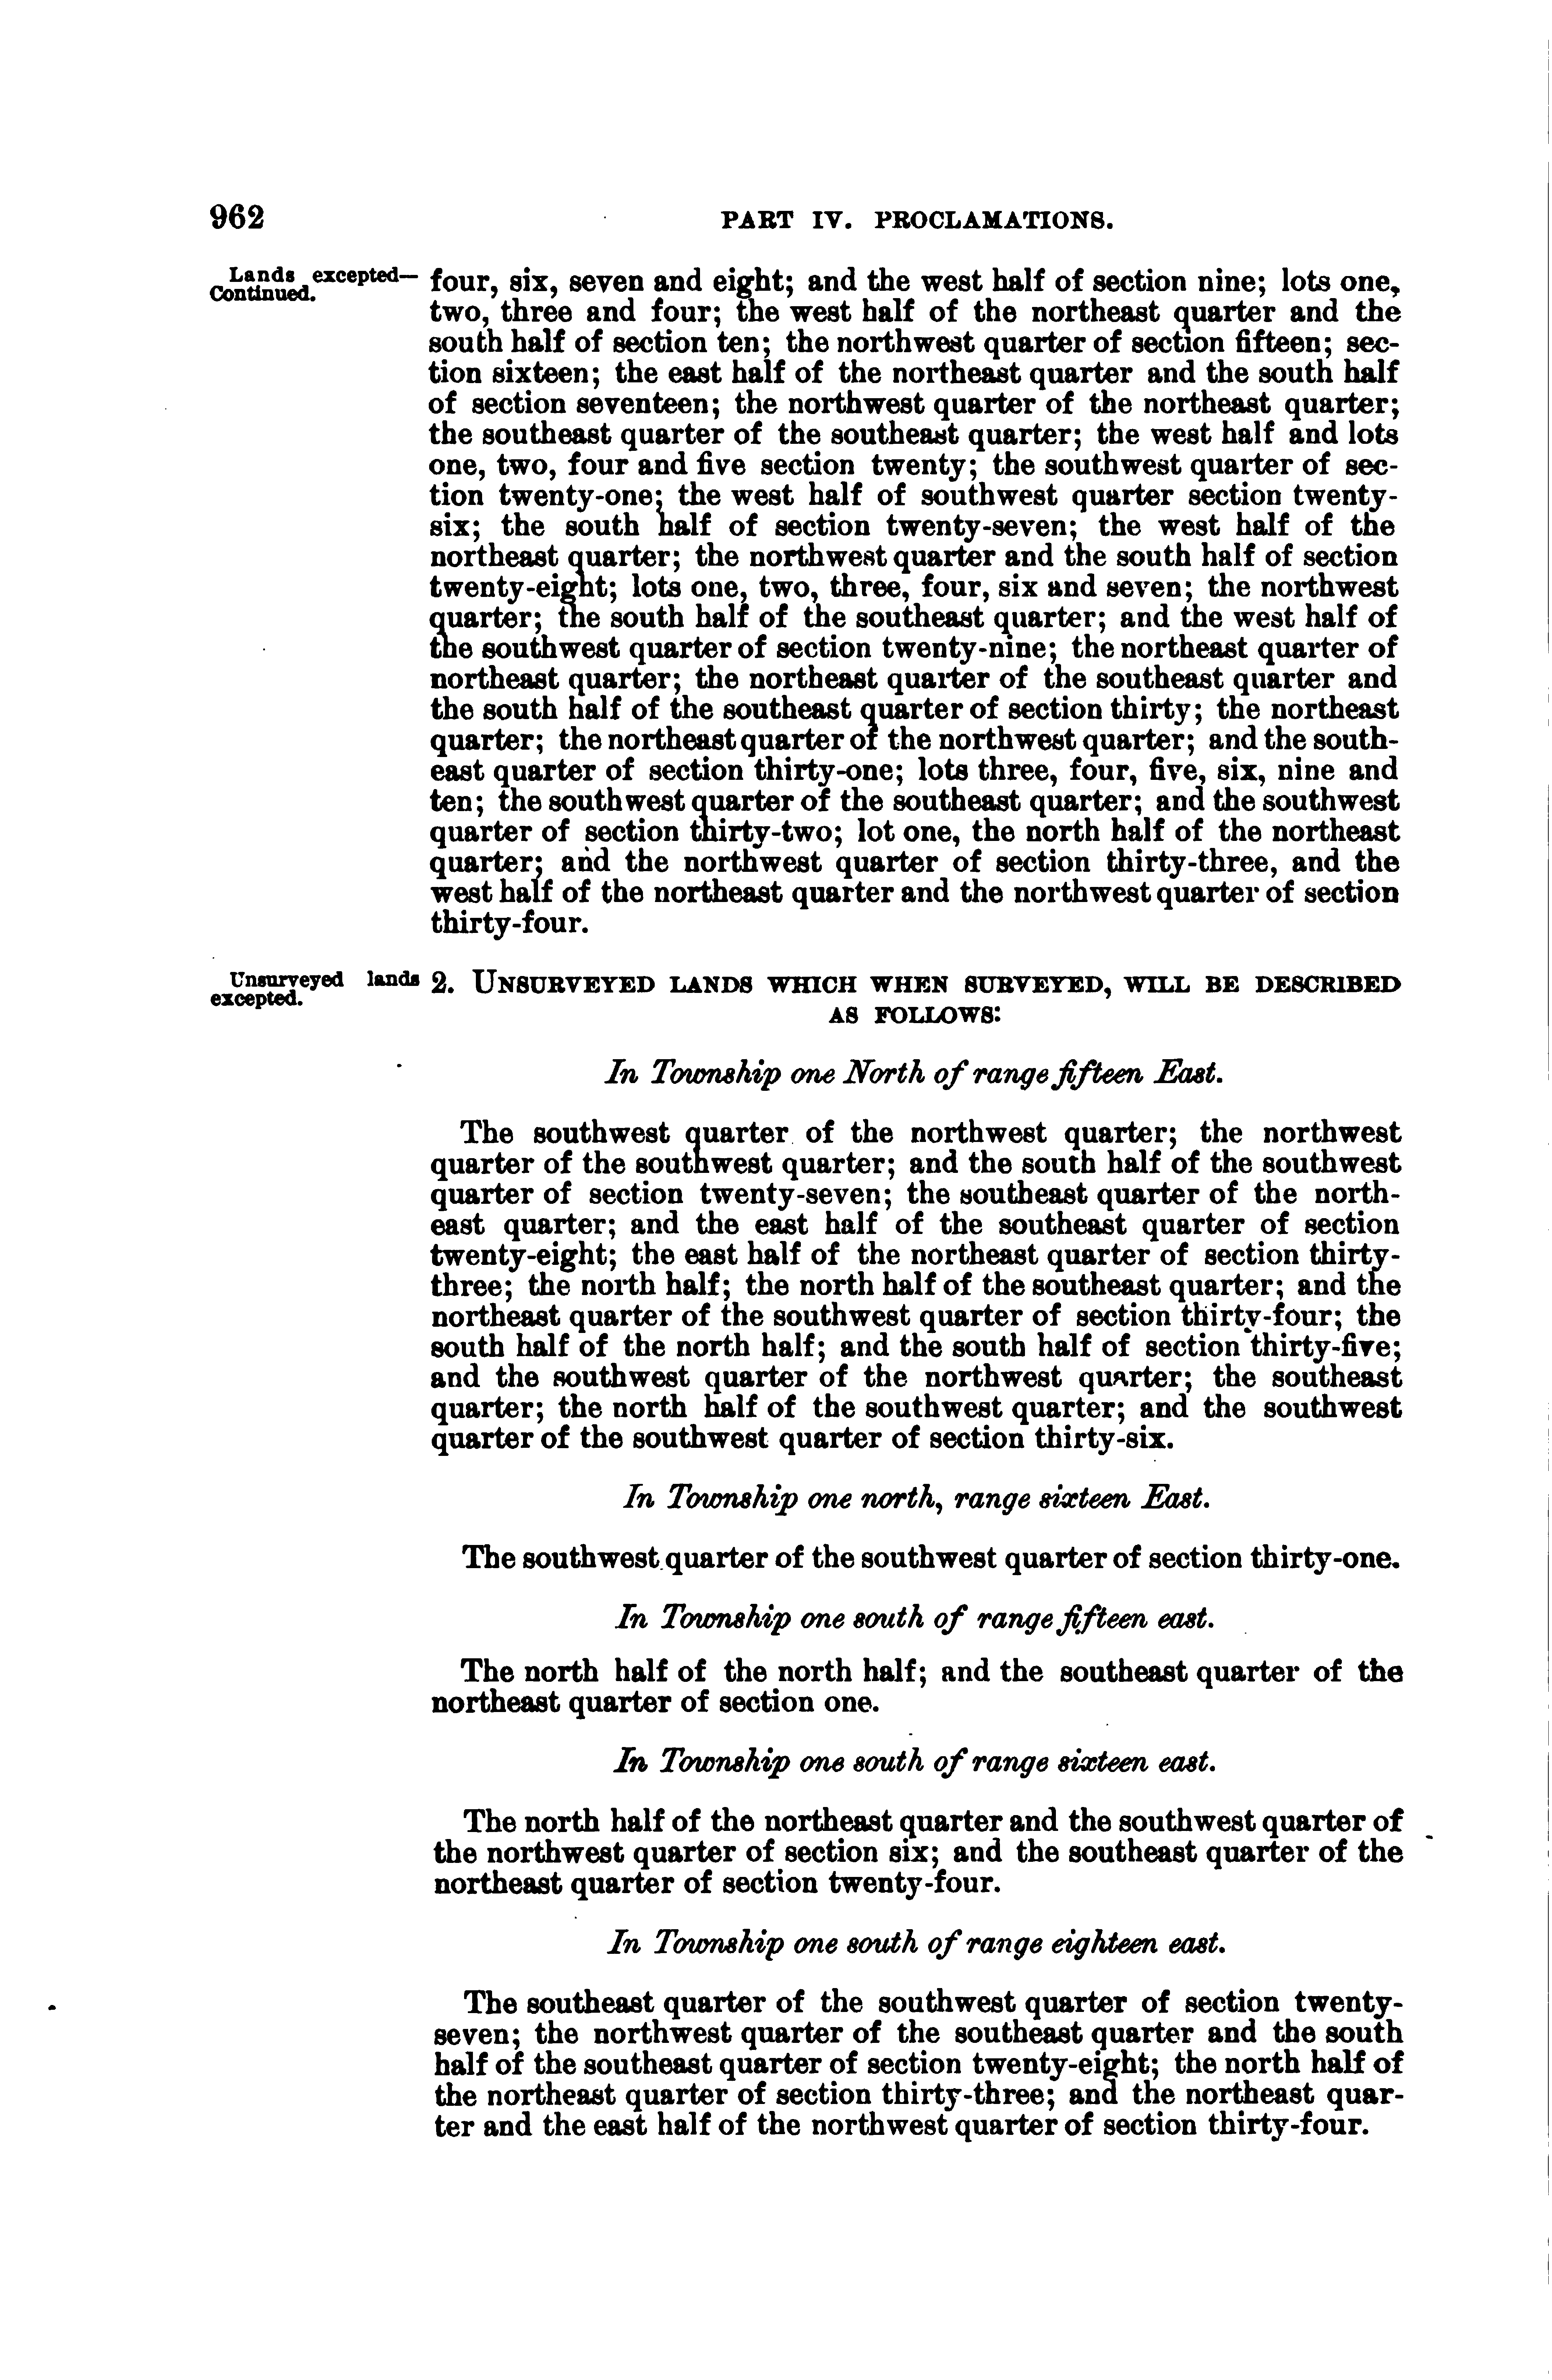 962
PART IV. PROCLAMATIONS.
Lands excepted—
Continued.
four, six, seven and eight; and the west half of section nine; lots one,
two, three and four; the west half of the northeast quarter and the
south half of section ten; the northwest quarter of section fifteen; sec-
tion sixteen; the east half of the northeast quarter and the south half
of section seventeen; the northwest quarter of the northeast quarter;
the southeast quarter of the southeast quarter; the west half and lots
one, two, four and five section twenty; the southwest quarter of sec-
tion twenty-one; the west half of southwest quarter section twenty-
six; the south half of section twenty-seven; the west half of the
northeast quarter; the northwest quarter and the south half of section
twenty-eight; lots one, two, three, four, six and seven; the northwest
quarter; the south half of the southeast quarter; and the west half of
the southwest quarter of section twenty-nine; the northeast quarter of
northeast quarter; the northeast quarter of the southeast quarter and
the south half of the southeast quarter of section thirty; the northeast
quarter; the northeast quarter of the northwest quarter; and the south-
east quarter of section thirty-one; lots three, four, five, six, nine and
ten; the southwest quarter of the southeast quarter; and the southwest
quarter of section thirty-two; lot one, the north half of the northeast
quarter; and the northwest quarter of section thirty-three, and the
west half of the northeast quarter and the northwest quarter of section
thirty-four.
Unsurveyed lands
excepted.
2. UNSURVEYED LANDS WHICH WHEN SURVEYED, WILL BE DESCRIBED
AS FOLLOWS:
In Township one North of range fifteen East.
The southwest quarter of the northwest quarter; the northwest
quarter of the southwest quarter; and the south half of the southwest
quarter of section twenty-seven; the southeast quarter of the north-
east quarter; and the east half of the southeast quarter of section
twenty-eight; the east half of the northeast quarter of section thirty-
three; the north half; the north half of the southeast quarter; and the
northeast quarter of the southwest quarter of section thirty-four; the
south half of the north half; and the south half of section thirty-five;
and the southwest quarter of the northwest quarter; the southeast
quarter; the north half of the southwest quarter; and the southwest
quarter of the southwest quarter of section thirty-six.
In Township one north, range sixteen East.
The southwest quarter of the southwest quarter of section thirty-one.
In Township one south of range fifteen east.
The north half of the north half; and the southeast quarter of the
northeast quarter of section one.
In Township one south of range sixteen east.
The north half of the northeast quarter and the southwest quarter of
the northwest quarter of section six; and the southeast quarter of the
northeast quarter of section twenty-four.
In Township one south of range eighteen east.
The southeast quarter of the southwest quarter of section twenty-
seven; the northwest quarter of the southeast quarter and the south
half of the southeast quarter of section twenty-eight; the north half of
the northeast quarter of section thirty-three; and the northeast quar-
ter and the east half of the northwest quarter of section thirty-four.